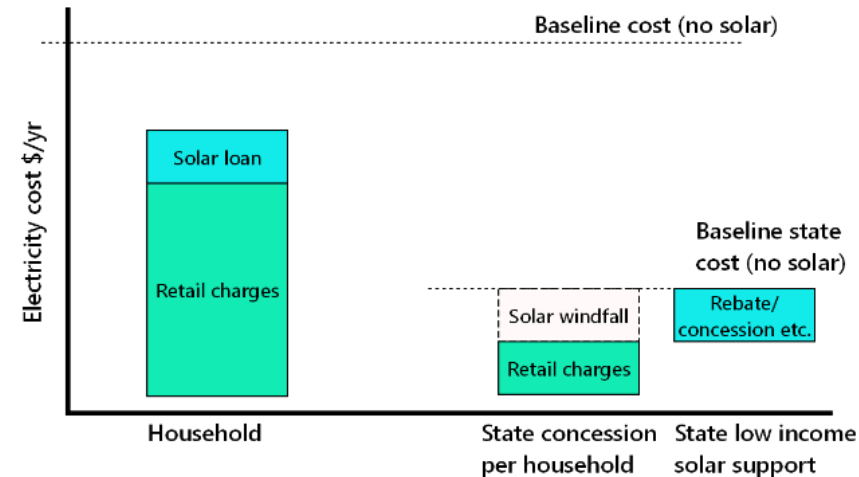 Baseline cost (no solar)
Electricity cost $/yr
Solar loan
Retail charges
Baseline state
cost (no solar)
Solar windfall
Retail charges
Rebate/
concession etc.
Household
State concession
per household
State low income
solar support